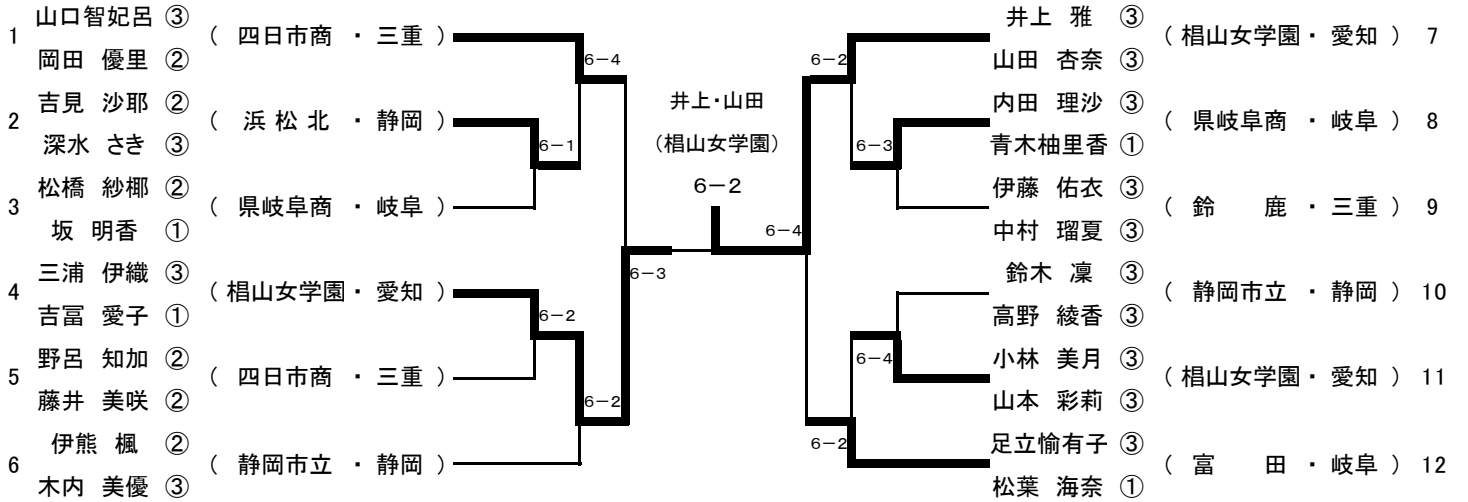 1 山口智妃呂 ③
岡田 優里 ②
( 四日市商 ・ 三重 )
2 吉見 沙耶 ②
深水 さき ③
( 浜松北 ・ 静岡 )
3 松橋 紗椰 ②
坂 明香 ①
( 県岐阜商 ・ 岐阜 )
4 三浦 伊織 ③
吉冨 愛子 ①
( 椙山女学園 ・ 愛知 )
5 野呂 知加 ②
藤井 美咲 ②
( 四日市商 ・ 三重 )
6 伊熊 楓 ②
木内 美優 ③
( 静岡市立 ・ 静岡 )
6-4
6-1
6-2
6-2
6-3
井上・山田
(椙山女学園)
6-2
6-4
6-2
6-3
6-4
6-2
井上 雅 ③
山田 杏奈 ③
( 椙山女学園 ・ 愛知 ) 7
内田 理沙 ③
青木柚里香 ①
( 県岐阜商 ・ 岐阜 ) 8
伊藤 佑衣 ③
中村 瑠夏 ③
( 鈴 鹿 ・ 三重 ) 9
鈴木 凜 ③
高野 綾香 ③
( 静岡市立 ・ 静岡 ) 10
小林 美月 ③
山本 彩莉 ③
( 椙山女学園 ・ 愛知 ) 11
足立愉有子 ③
松葉 海奈 ①
( 富 田 ・ 岐阜 ) 12